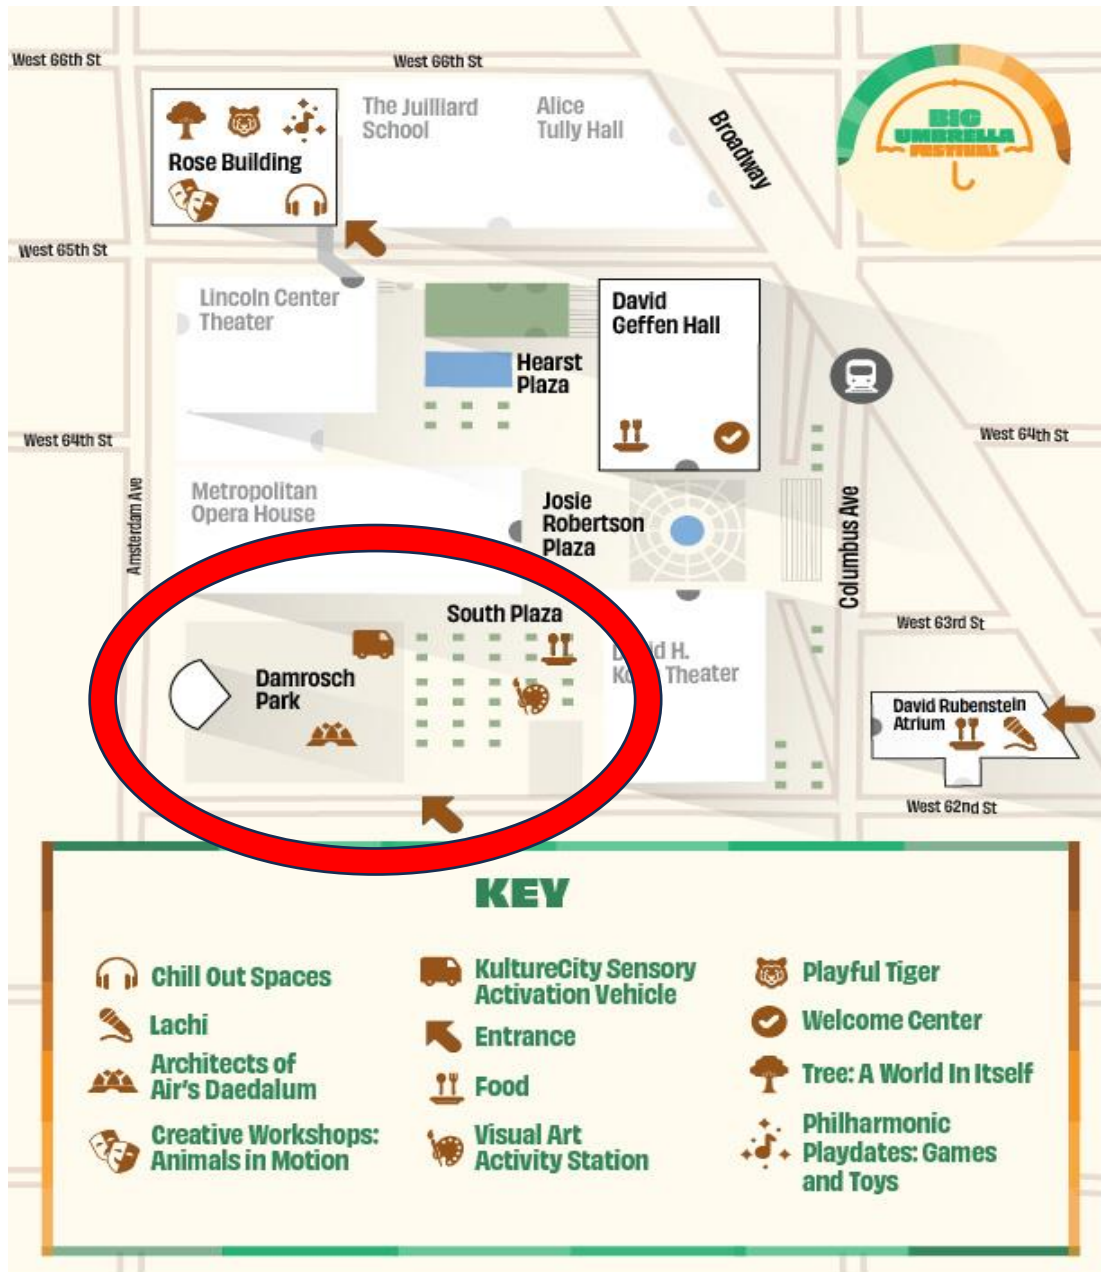 West 66th St
West 66th St
The Juilliard
School
Alice
Tully Hall
Broadway
BIG
UMBRELLA
FESTIVAL
Rose Building
West 65th St
Lincoln Center
Theater
David
Geffen Hall
Hearst
Plaza
West 64th St
West 64th St
Amsterdam Ave
Metropolitan
Opera House
Josie
Robertson
Plaza
Columbus Ave
South Plaza
West 63rd St
H.
Theater
Damrosch
Park
David Rubenstein
Atrium
West 62nd St
KEY
Chill Out Spaces
Lachi
Architects of
Air's Daedalum
Creative Workshops:
Animals in Motion
KultureCity Sensory
Activation Vehicle
Entrance
Food
Visual Art
Activity Station
Playful Tiger
Welcome Center
Tree: A World In Itself
Philharmonic
Playdates: Games
and Toys